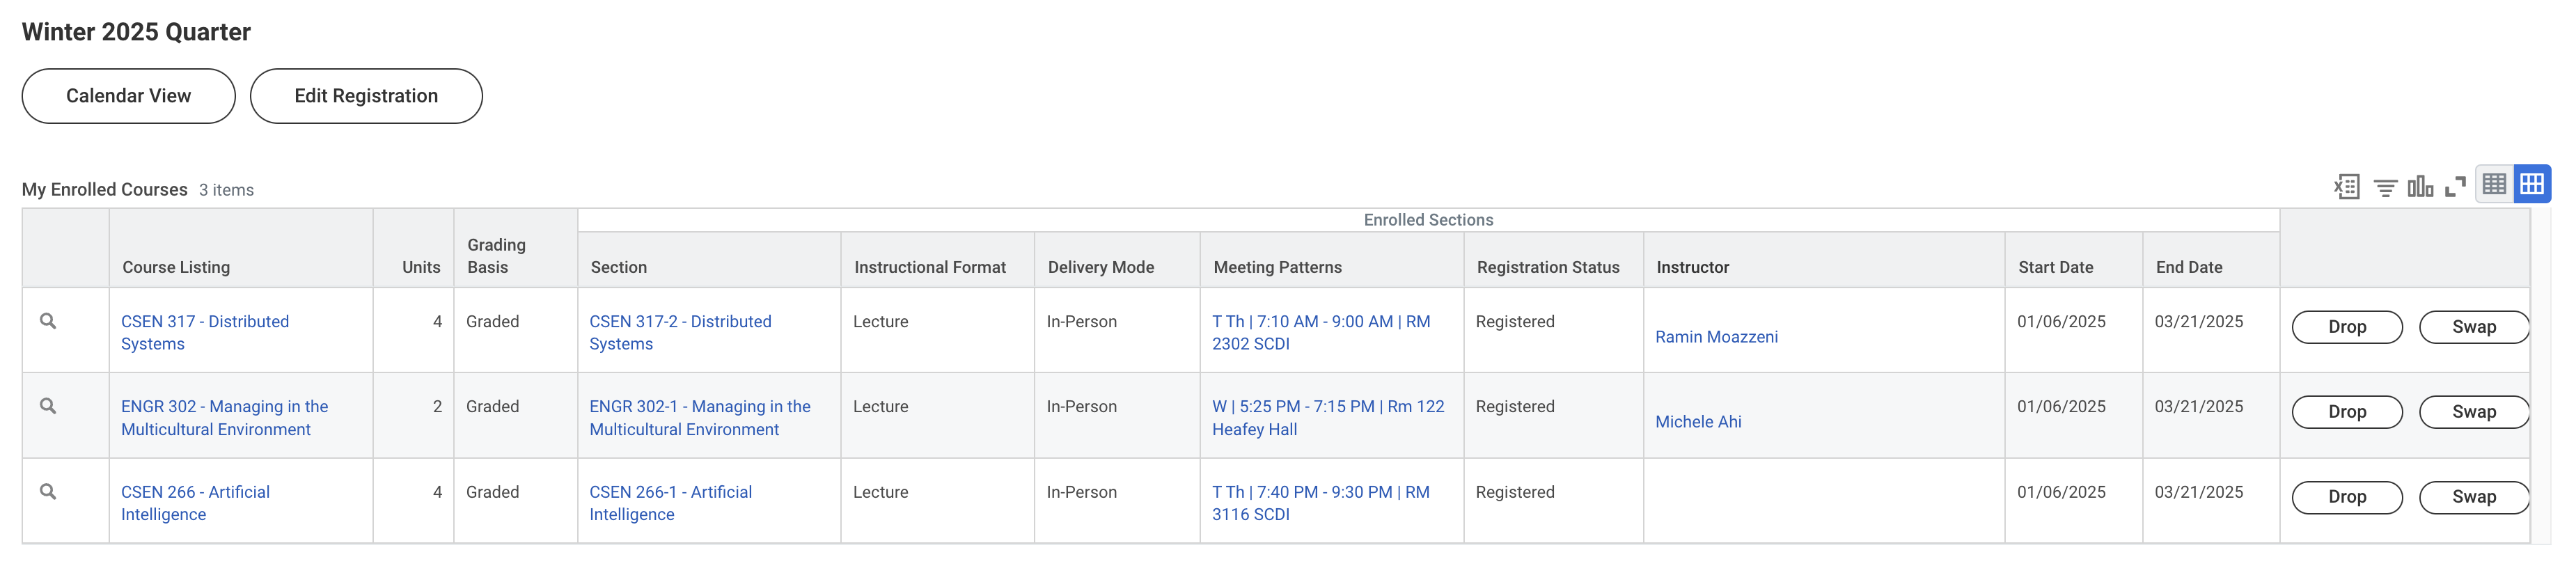 Winter 2025 Quarter
Calendar View
Edit Registration
My Enrolled Courses 3 items
Enrolled Sections
Course Listing
Units
Grading
Basis
Section
Instructional Format
Delivery Mode
Meeting Patterns
Registration Status
Instructor
Start Date
End Date
CSEN 317 - Distributed
Systems
4
Graded
CSEN 317-2 - Distributed
Systems
Lecture
In-Person
T Th | 7:10 AM - 9:00 AM | RM
2302 SCDI
Registered
Ramin Moazzeni
01/06/2025
03/21/2025
Drop
Swap
ENGR 302 - Managing in the
Multicultural Environment
2
Graded
ENGR 302-1 - Managing in the
Multicultural Environment
Lecture
In-Person
W | 5:25 PM - 7:15 PM | Rm 122
Heafey Hall
Registered
Michele Ahi
01/06/2025
03/21/2025
Drop
Swap
CSEN 266 - Artificial
Intelligence
4
Graded
CSEN 266-1 - Artificial
Intelligence
Lecture
In-Person
T Th | 7:40 PM - 9:30 PM | RM
3116 SCDI
Registered
01/06/2025
03/21/2025
Drop
Swap